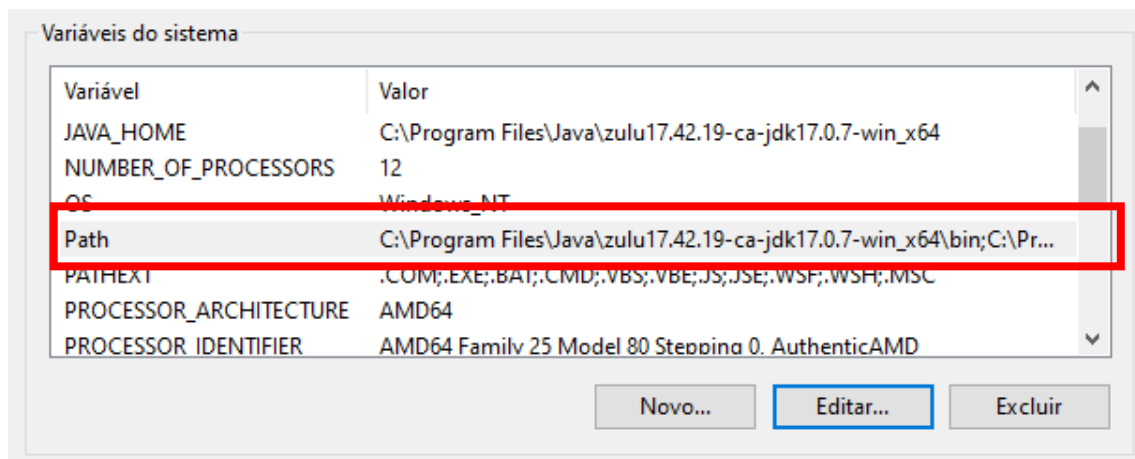 Variáveis do sistema
Variável Valor
JAVA_HOME C:\Program Files\Java\zulu17.42.19-ca-jdk17.0.7-win_x64
NUMBER_OF_PROCESSORS 12
OS Windows_NT
Path C:\Program Files\Java\zulu17.42.19-ca-jdk17.0.7-win_x64\bin;C:\Pr...
PATHEXT .COM;.EXE;.BAT;.CMD;.VBS;.VBE;.JS;.JSE;.WSF;.WSH;.MSC
PROCESSOR_ARCHITECTURE AMD64
PROCESSOR_IDENTIFIER AMD64 Family 25 Model 80 Stepping 0, AuthenticAMD
Novo... Editar... Excluir